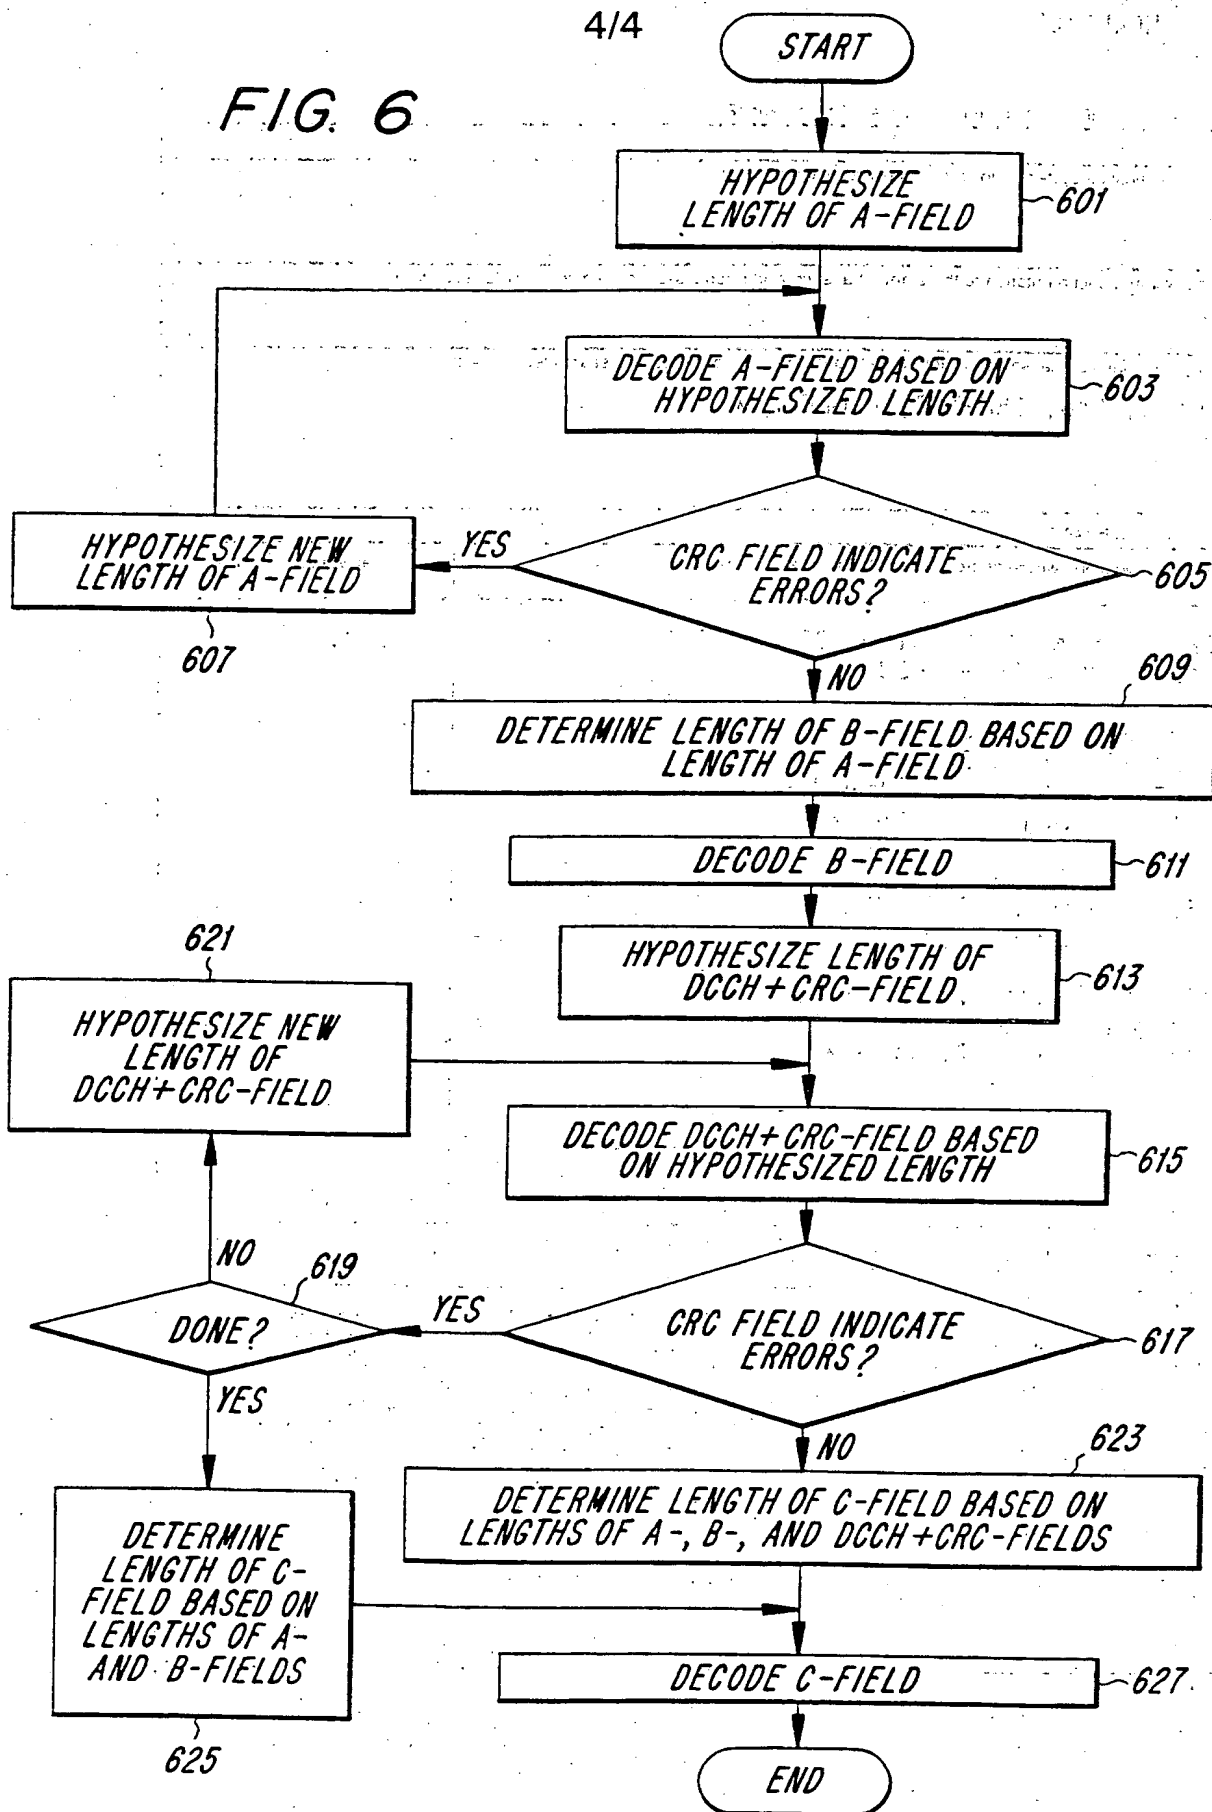 4/4
FIG. 6
START
HYPOTHESIZE
LENGTH OF A-FIELD
601
DECODE A-FIELD BASED ON
HYPOTHESIZED LENGTH
603
CRC FIELD INDICATE
ERRORS?
605
YES
HYPOTHESIZE NEW
LENGTH OF A-FIELD
607
NO
609
DETERMINE LENGTH OF B-FIELD BASED ON
LENGTH OF A-FIELD
DECODE B-FIELD
611
HYPOTHESIZE LENGTH OF
DCCH+CRC-FIELD
613
621
HYPOTHESIZE NEW
LENGTH OF
DCCH+CRC-FIELD
DECODE DCCH+CRC-FIELD BASED
ON HYPOTHESIZED LENGTH
615
NO
619
DONE?
YES
CRC FIELD INDICATE
ERRORS?
617
YES
NO
623
DETERMINE LENGTH OF C-FIELD BASED ON
LENGTHS OF A-, B-, AND DCCH+CRC-FIELDS
DETERMINE
LENGTH OF C-
FIELD BASED ON
LENGTHS OF A-
AND B-FIELDS
625
DECODE C-FIELD
627
END